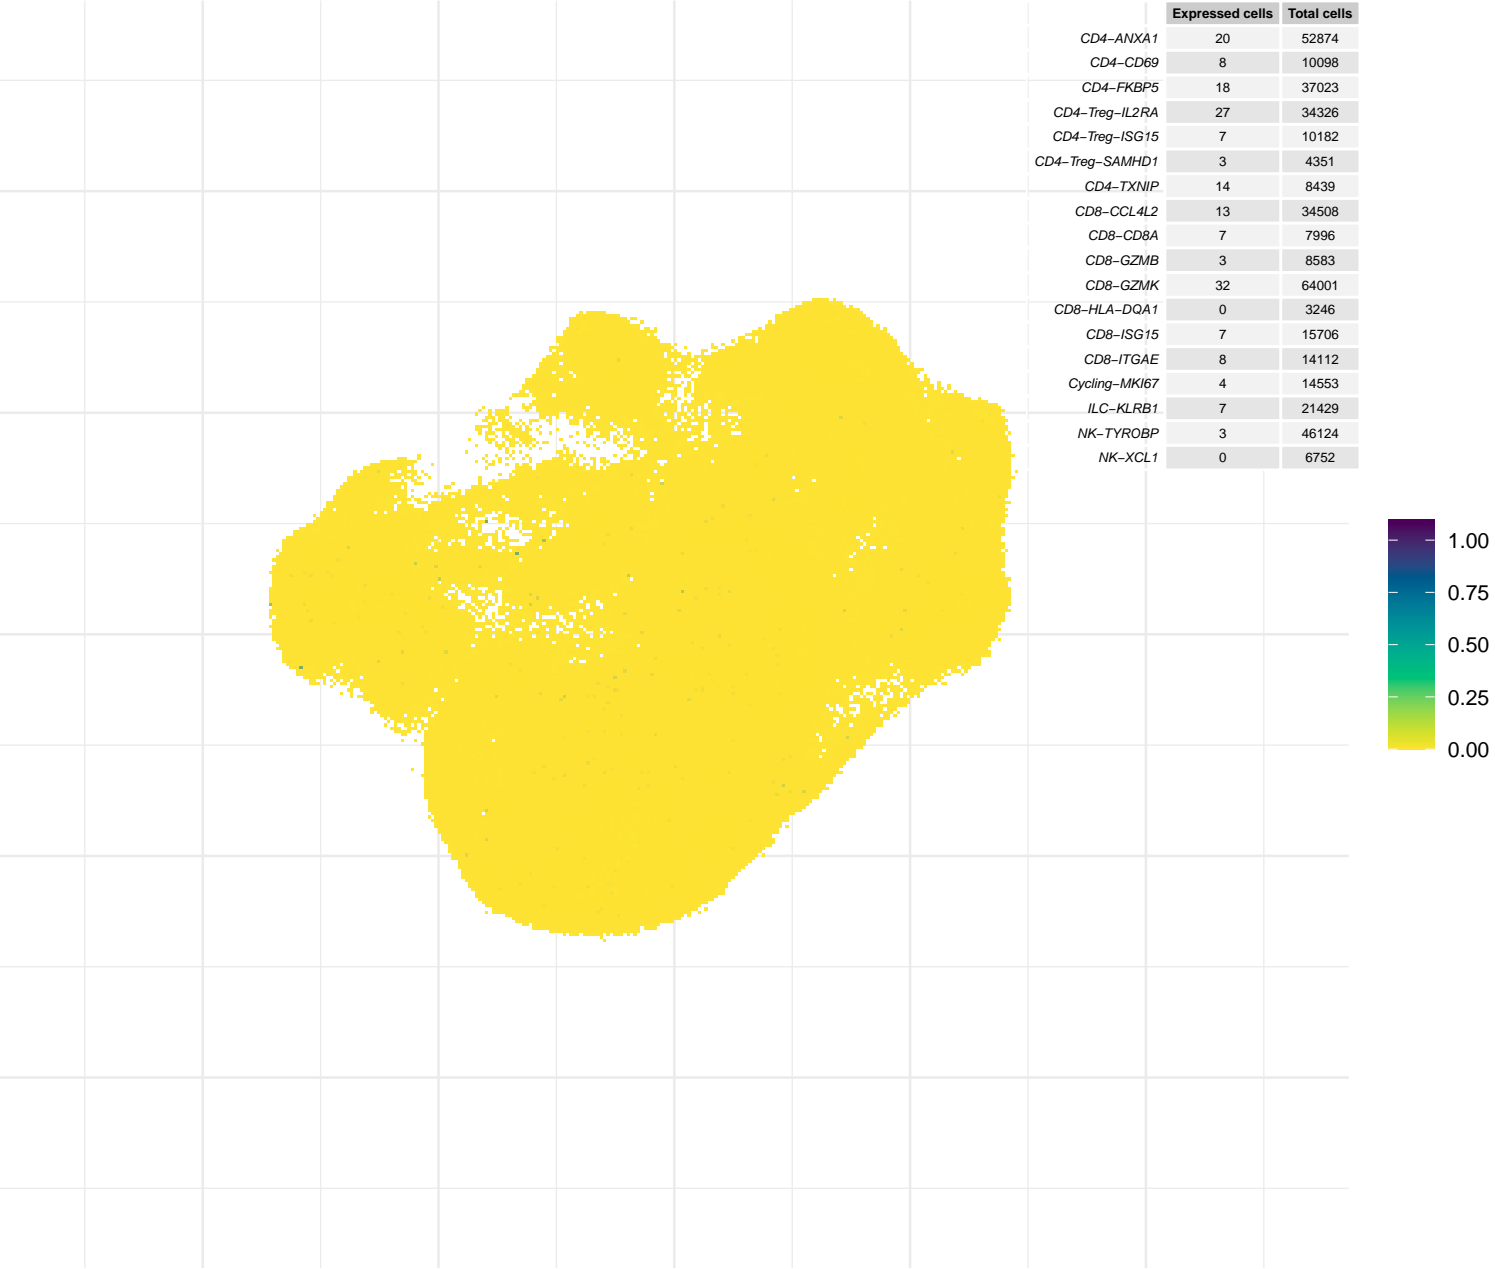 Expressed cells Total cells
CD4−ANXA1 20 52874
CD4−CD69 8 10098
CD4−FKBP5 18 37023
CD4−Treg−IL2RA 27 34326
CD4−Treg−ISG15 7 10182
CD4−Treg−SAMHD1 3 4351
CD4−TXNIP 14 8439
CD8−CCL4L2 13 34508
CD8−CD8A 7 7996
CD8−GZMB 3 8583
CD8−GZMK 32 64001
CD8−HLA−DQA1 0 3246
CD8−ISG15 7 15706
CD8−ITGAE 8 14112
Cycling−MKI67 4 14553
ILC−KLRB1 7 21429
NK−TYROBP 3 46124
NK−XCL1 0 6752
1.00
0.75
0.50
0.25
0.00